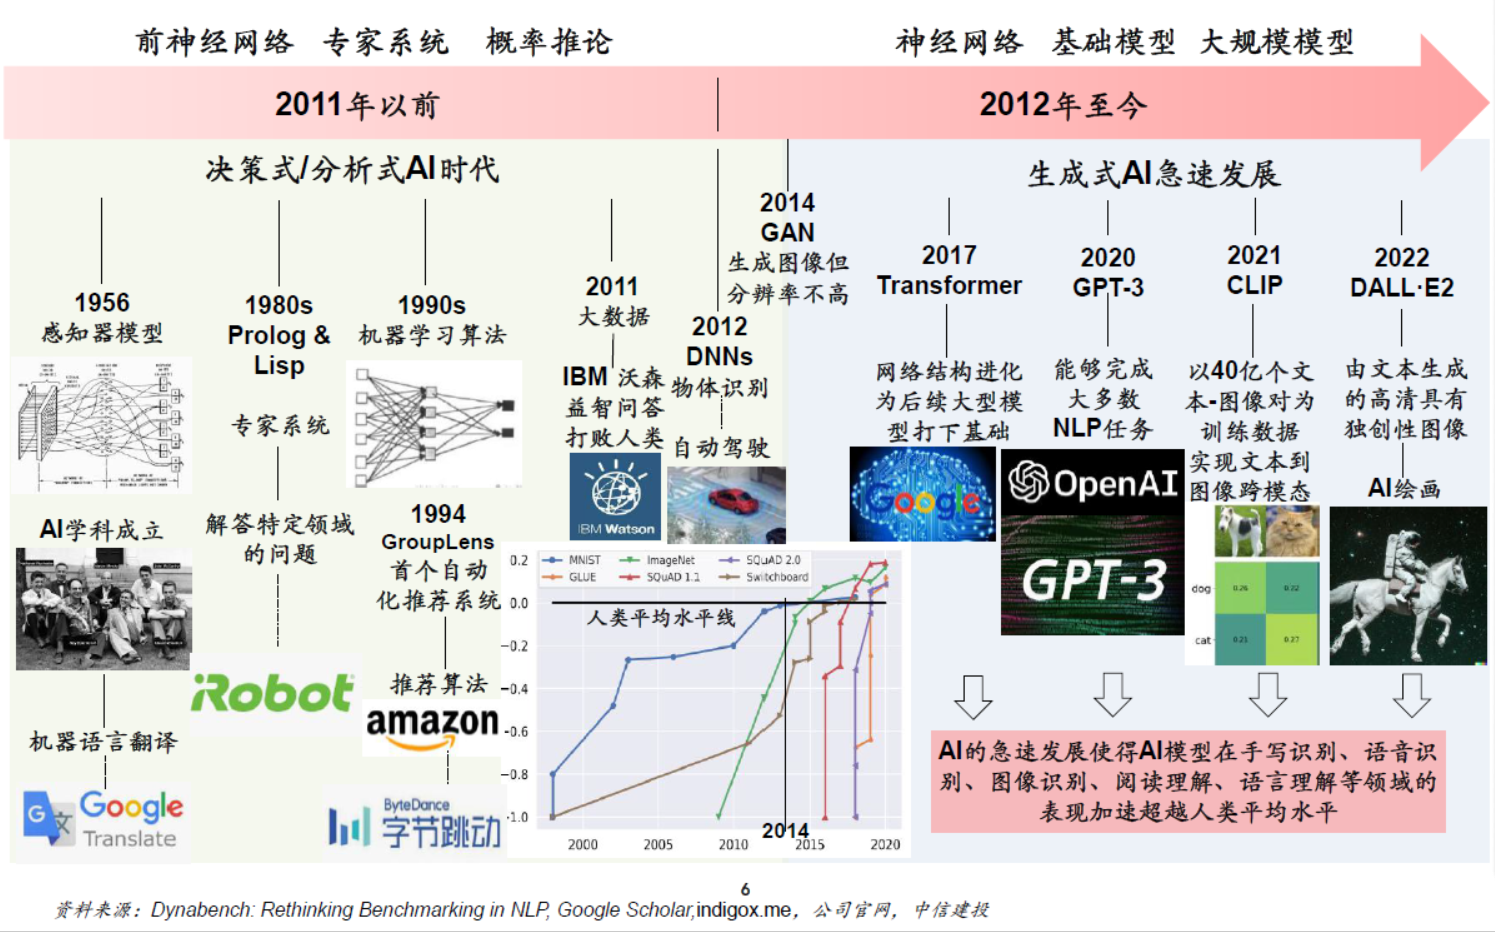 前神经网络 专家系统 概率推论
神经网络 基础模型 大规模模型
2011年以前
2012年至今
决策式/分析式AI时代
生成式AI急速发展
1956
感知器模型
AI学科成立
机器语言翻译
Google
Translate
1980s
Prolog &
Lisp
专家系统
解答特定领域
的问题
iRobot
1990s
机器学习算法
1994
GroupLens
首个自动
化推荐系统
推荐算法
amazon
ByteDance
字节跳动
2011
大数据
IBM 沃森
益智问答
打败人类
IBM Watson
2012
DNNs
物体识别
自动驾驶
2014
GAN
生成图像但
分辨率不高
2017
Transformer
网络结构进化
为后续大型模
型打下基础
Google
2020
GPT-3
能够完成
大多数
NLP任务
OpenAI
GPT-3
2021
CLIP
以40亿个文
本-图像对为
训练数据
实现文本到
图像跨模态
dog
0.26
0.22
cat
0.21
0.27
2022
DALL·E2
由文本生成
的高清具有
独创性图像
AI绘画
MNIST
ImageNet
SQuAD 2.0
GLUE
SQuAD 1.1
Switchboard
人类平均水平线
0.2
0.0
-0.2
-0.4
-0.6
-0.8
-1.0
2014
2000
2005
2010
2015
2020
AI的急速发展使得AI模型在手写识别、语音识
别、图像识别、阅读理解、语言理解等领域的
表现加速超越人类平均水平
6
资料来源：Dynabench: Rethinking Benchmarking in NLP, Google Scholar,indigox.me，公司官网，中信建投